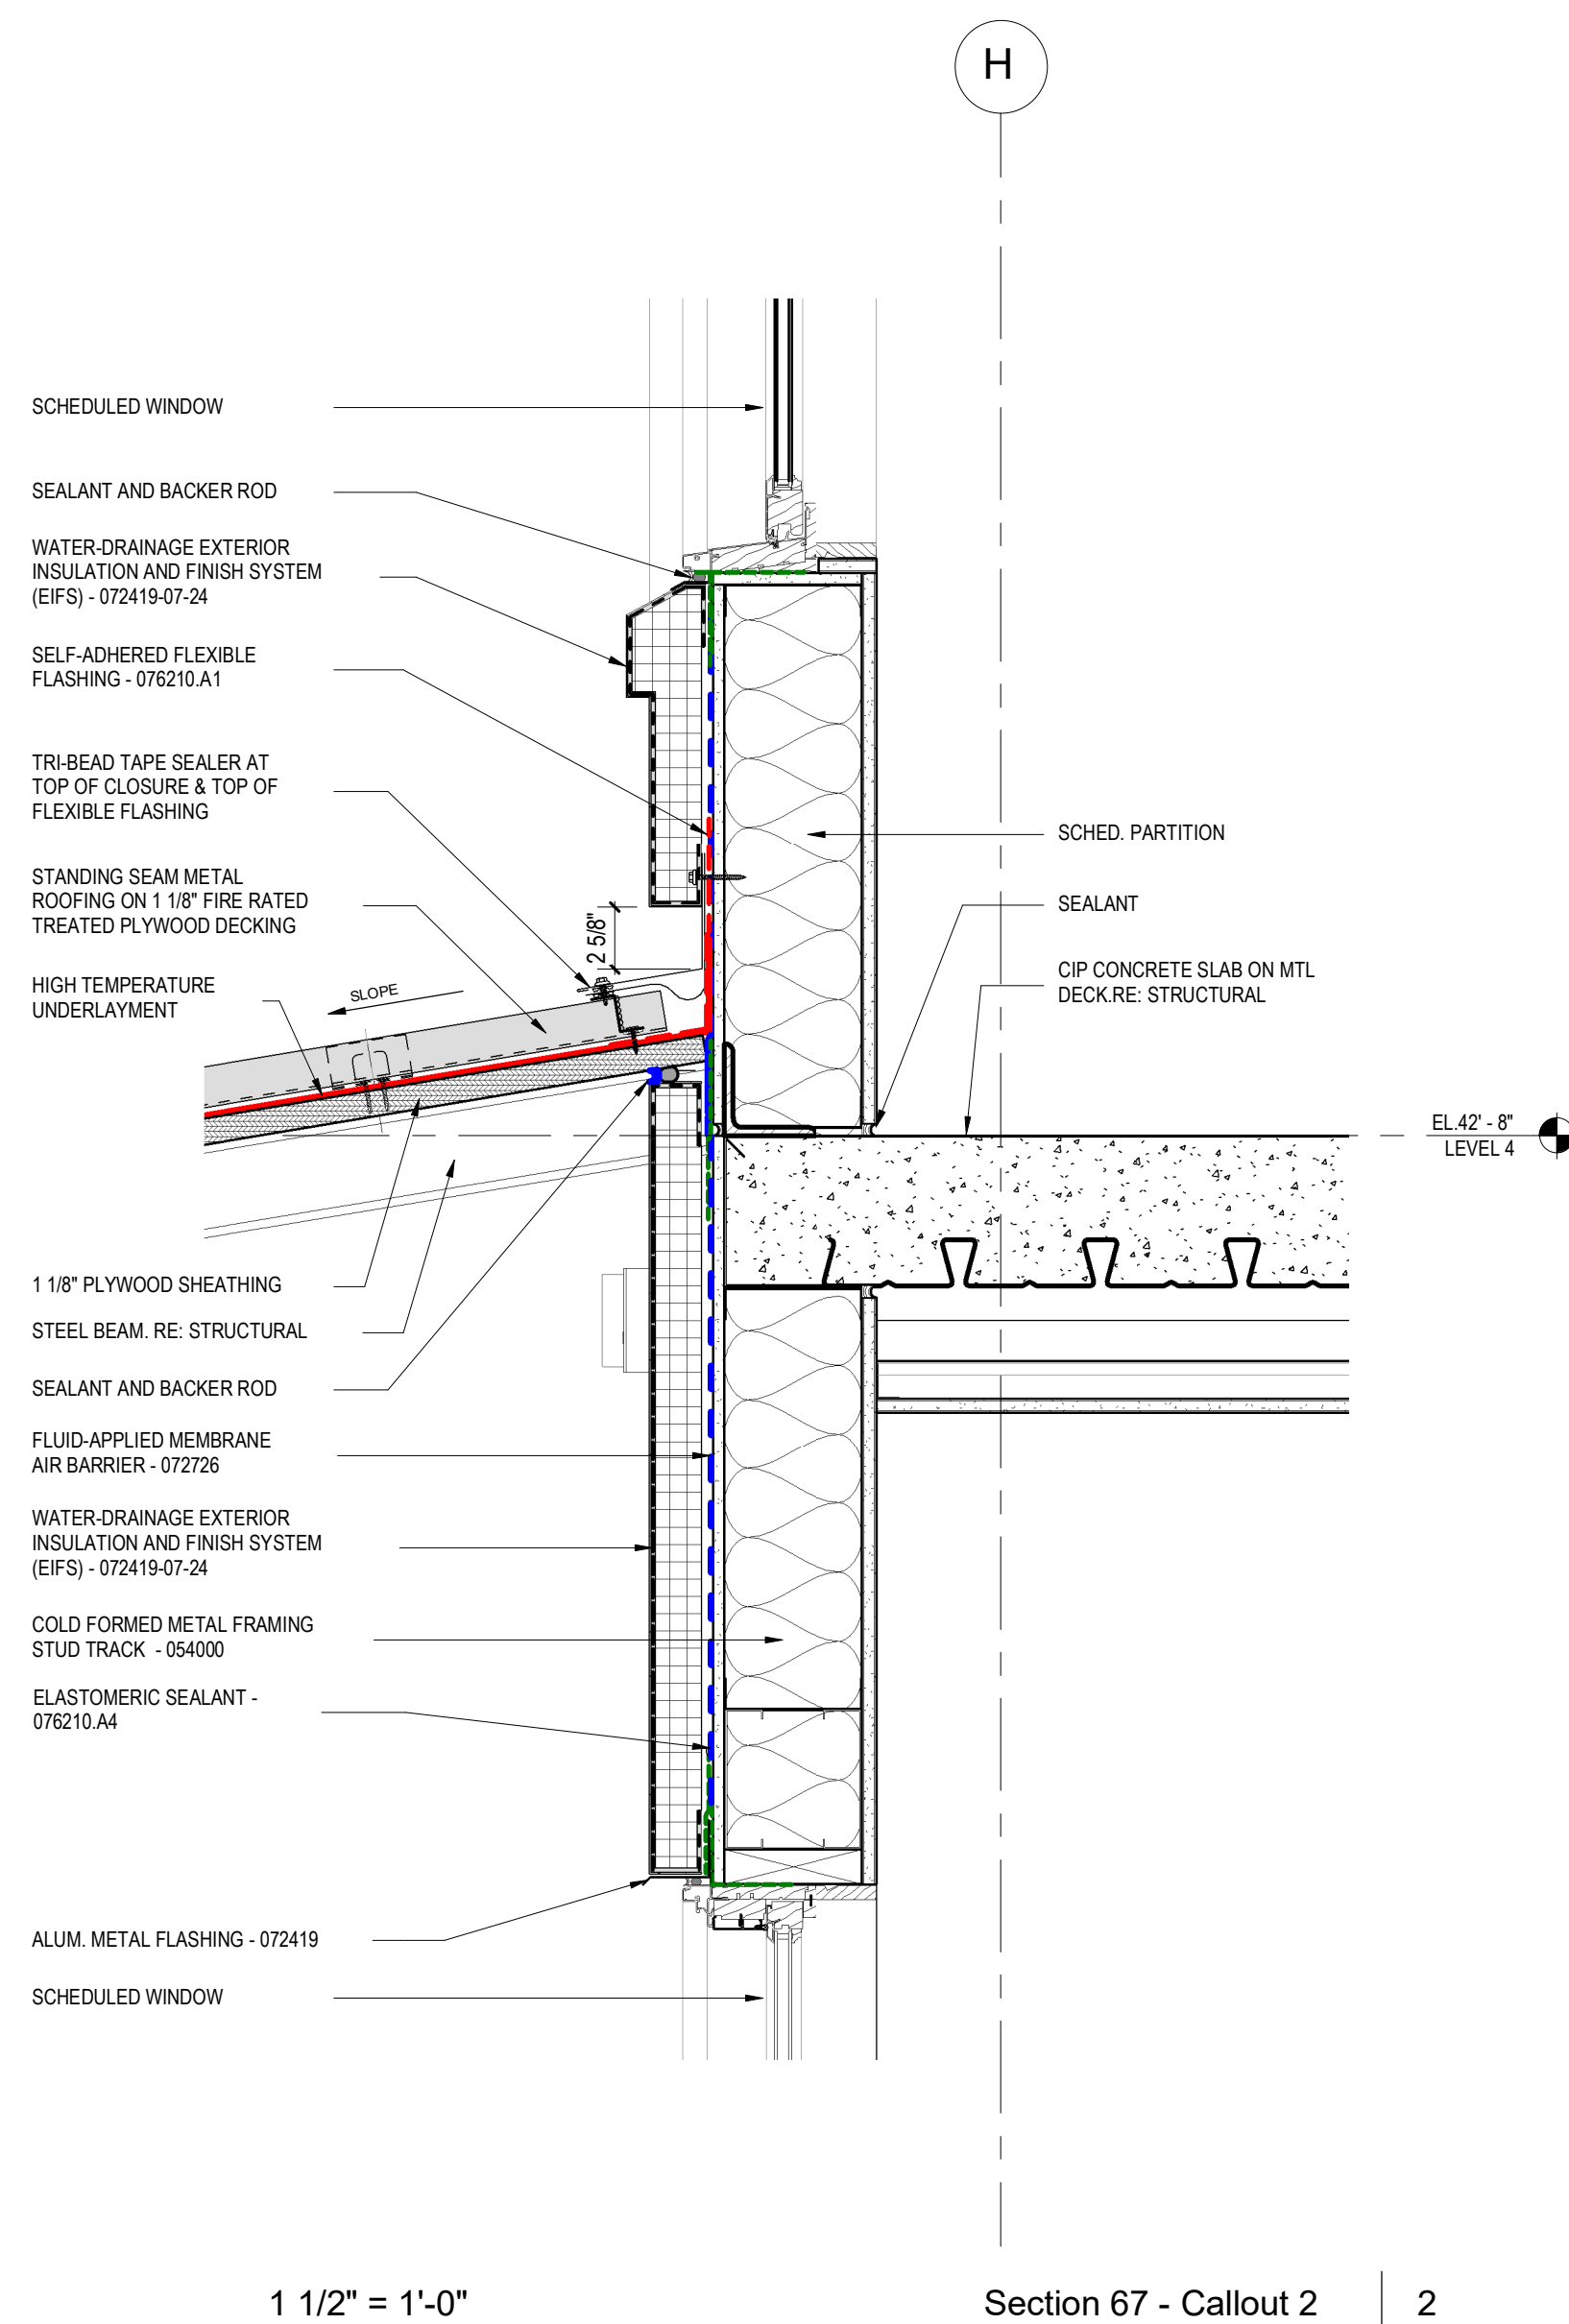 H
SCHEDULED WINDOW
SEALANT AND BACKER ROD
WATER-DRAINAGE EXTERIOR
INSULATION AND FINISH SYSTEM
(EIFS) - 072419-07-24
SELF-ADHERED FLEXIBLE
FLASHING - 076210.A1
TRI-BEAD TAPE SEALER AT
TOP OF CLOSURE & TOP OF
FLEXIBLE FLASHING
STANDING SEAM METAL
ROOFING ON 1 1/8" FIRE RATED
TREATED PLYWOOD DECKING
HIGH TEMPERATURE
UNDERLAYMENT
SLOPE
2 5/8"
SCHED. PARTITION
SEALANT
CIP CONCRETE SLAB ON MTL
DECK.RE: STRUCTURAL
EL.42' - 8"
LEVEL 4
1 1/8" PLYWOOD SHEATHING
STEEL BEAM. RE: STRUCTURAL
SEALANT AND BACKER ROD
FLUID-APPLIED MEMBRANE
AIR BARRIER - 072726
WATER-DRAINAGE EXTERIOR
INSULATION AND FINISH SYSTEM
(EIFS) - 072419-07-24
COLD FORMED METAL FRAMING
STUD TRACK - 054000
ELASTOMERIC SEALANT -
076210.A4
ALUM. METAL FLASHING - 072419
SCHEDULED WINDOW
1 1/2" = 1'-0"
Section 67 - Callout 2
2